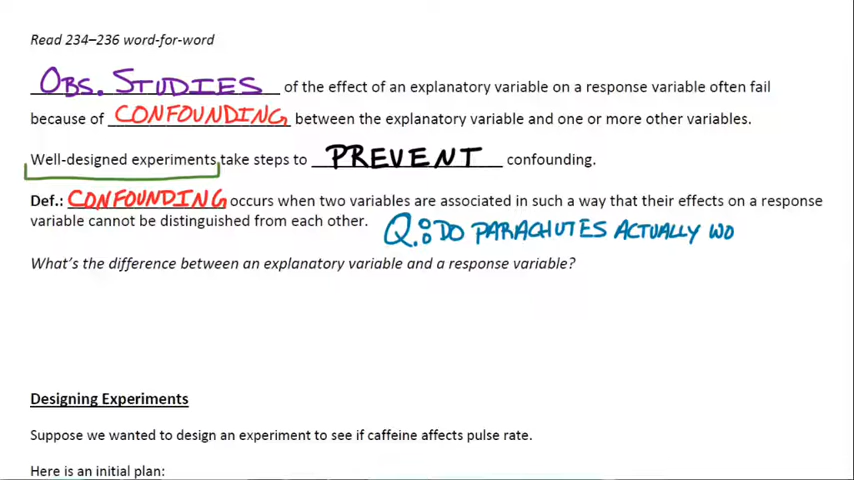 Read 234–236 word-for-word
OBS. STUDIES of the effect of an explanatory variable on a response variable often fail
because of CONFOUNDING between the explanatory variable and one or more other variables.
Well-designed experiments take steps to PREVENT confounding.
Def.: CONFOUNDING occurs when two variables are associated in such a way that their effects on a response
variable cannot be distinguished from each other.
Q: DO PARACHUTES ACTUALLY WO
What's the difference between an explanatory variable and a response variable?
Designing Experiments
Suppose we wanted to design an experiment to see if caffeine affects pulse rate.
Here is an initial plan: